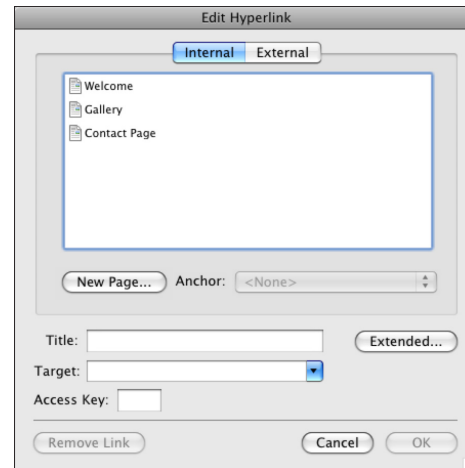 Edit Hyperlink
Internal External
Welcome
Gallery
Contact Page
New Page... Anchor: <None>
Title: Extended...
Target:
Access Key:
Remove Link Cancel OK